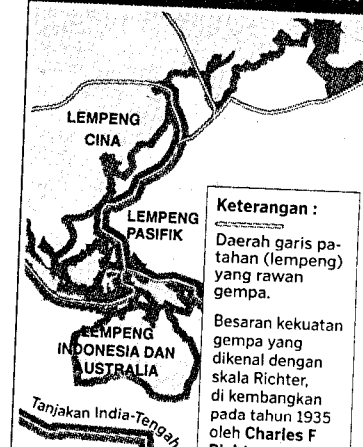 LEMPENG
CINA
LEMPENG
PASIFIK
LEMPENG
INDONESIA DAN
AUSTRALIA
Tanjakan India-Tengah
Keterangan :
Daerah garis pa-
tahan (lempeng)
yang rawan
gempa.
Besaran kekuatan
gempa yang
dikenal dengan
skala Richter,
di kembangkan
pada tahun 1935
oleh Charles F